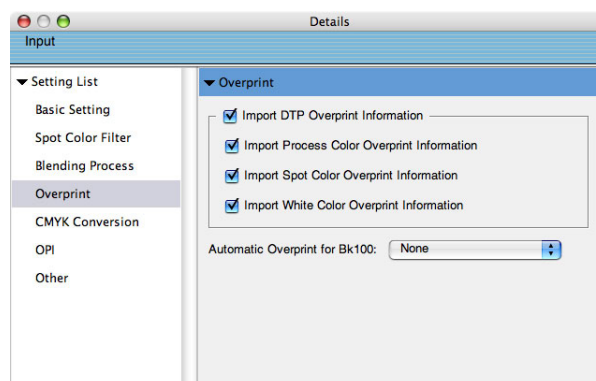 Details
Input
Setting List
Basic Setting
Spot Color Filter
Blending Process
Overprint
CMYK Conversion
OPI
Other
Overprint
Import DTP Overprint Information
Import Process Color Overprint Information
Import Spot Color Overprint Information
Import White Color Overprint Information
Automatic Overprint for Bk100: None